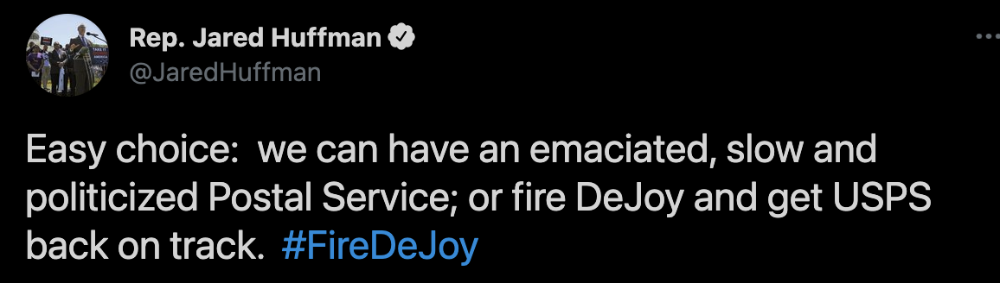 Rep. Jared Huffman
@JaredHuffman
Easy choice:  we can have an emaciated, slow and
politicized Postal Service; or fire DeJoy and get USPS
back on track.  #FireDeJoy